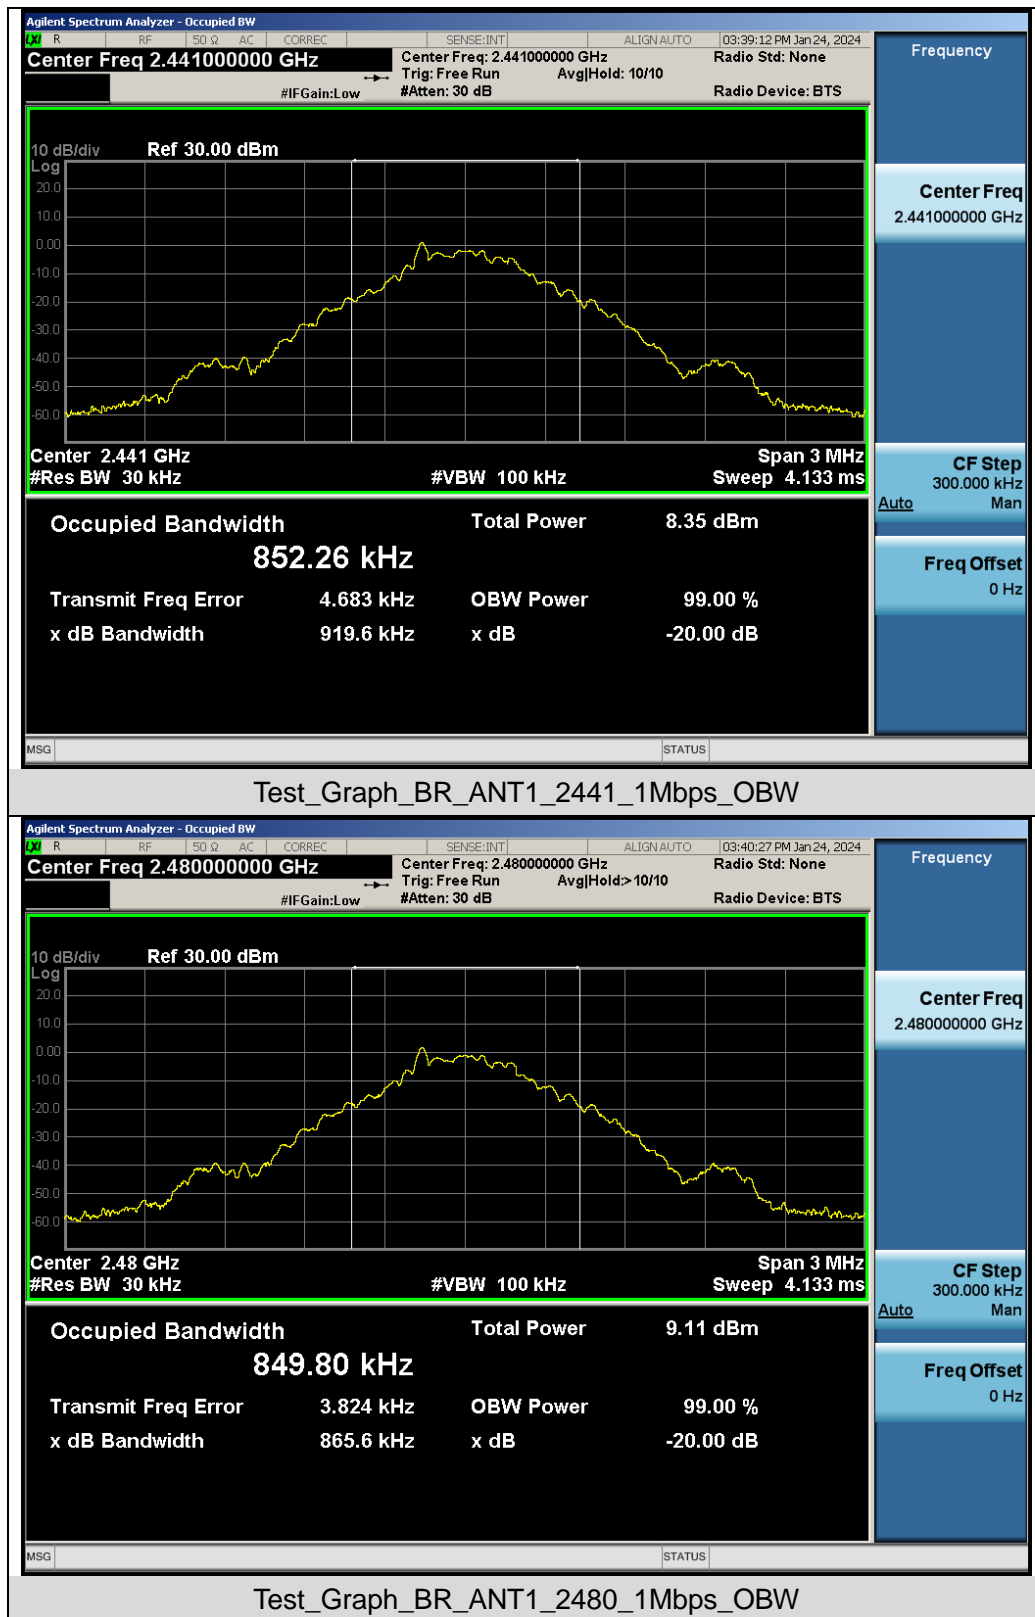 Agilent Spectrum Analyzer - Occupied BW
LXI R RF 50 Ω AC CORREC SENSE:INT ALIGN AUTO 03:39:12 PM Jan 24, 2024
Center Freq 2.441000000 GHz Center Freq: 2.441000000 GHz Radio Std: None
Trig: Free Run Avg|Hold: 10/10
#IFGain:Low #Atten: 30 dB Radio Device: BTS
10 dB/div Ref 30.00 dBm
Log
20.0
10.0
0.00
-10.0
-20.0
-30.0
-40.0
-50.0
-60.0
Center 2.441 GHz Span 3 MHz
#Res BW 30 kHz #VBW 100 kHz Sweep 4.133 ms
Occupied Bandwidth Total Power 8.35 dBm
852.26 kHz
Transmit Freq Error 4.683 kHz OBW Power 99.00 %
x dB Bandwidth 919.6 kHz x dB -20.00 dB
MSG STATUS
Frequency
Center Freq
2.441000000 GHz
CF Step
300.000 kHz
Auto Man
Freq Offset
0 Hz
Test_Graph_BR_ANT1_2441_1Mbps_OBW
Agilent Spectrum Analyzer - Occupied BW
LXI R RF 50 Ω AC CORREC SENSE:INT ALIGN AUTO 03:40:27 PM Jan 24, 2024
Center Freq 2.480000000 GHz Center Freq: 2.480000000 GHz Radio Std: None
Trig: Free Run Avg|Hold:>10/10
#IFGain:Low #Atten: 30 dB Radio Device: BTS
10 dB/div Ref 30.00 dBm
Log
20.0
10.0
0.00
-10.0
-20.0
-30.0
-40.0
-50.0
-60.0
Center 2.48 GHz Span 3 MHz
#Res BW 30 kHz #VBW 100 kHz Sweep 4.133 ms
Occupied Bandwidth Total Power 9.11 dBm
849.80 kHz
Transmit Freq Error 3.824 kHz OBW Power 99.00 %
x dB Bandwidth 865.6 kHz x dB -20.00 dB
MSG STATUS
Frequency
Center Freq
2.480000000 GHz
CF Step
300.000 kHz
Auto Man
Freq Offset
0 Hz
Test_Graph_BR_ANT1_2480_1Mbps_OBW